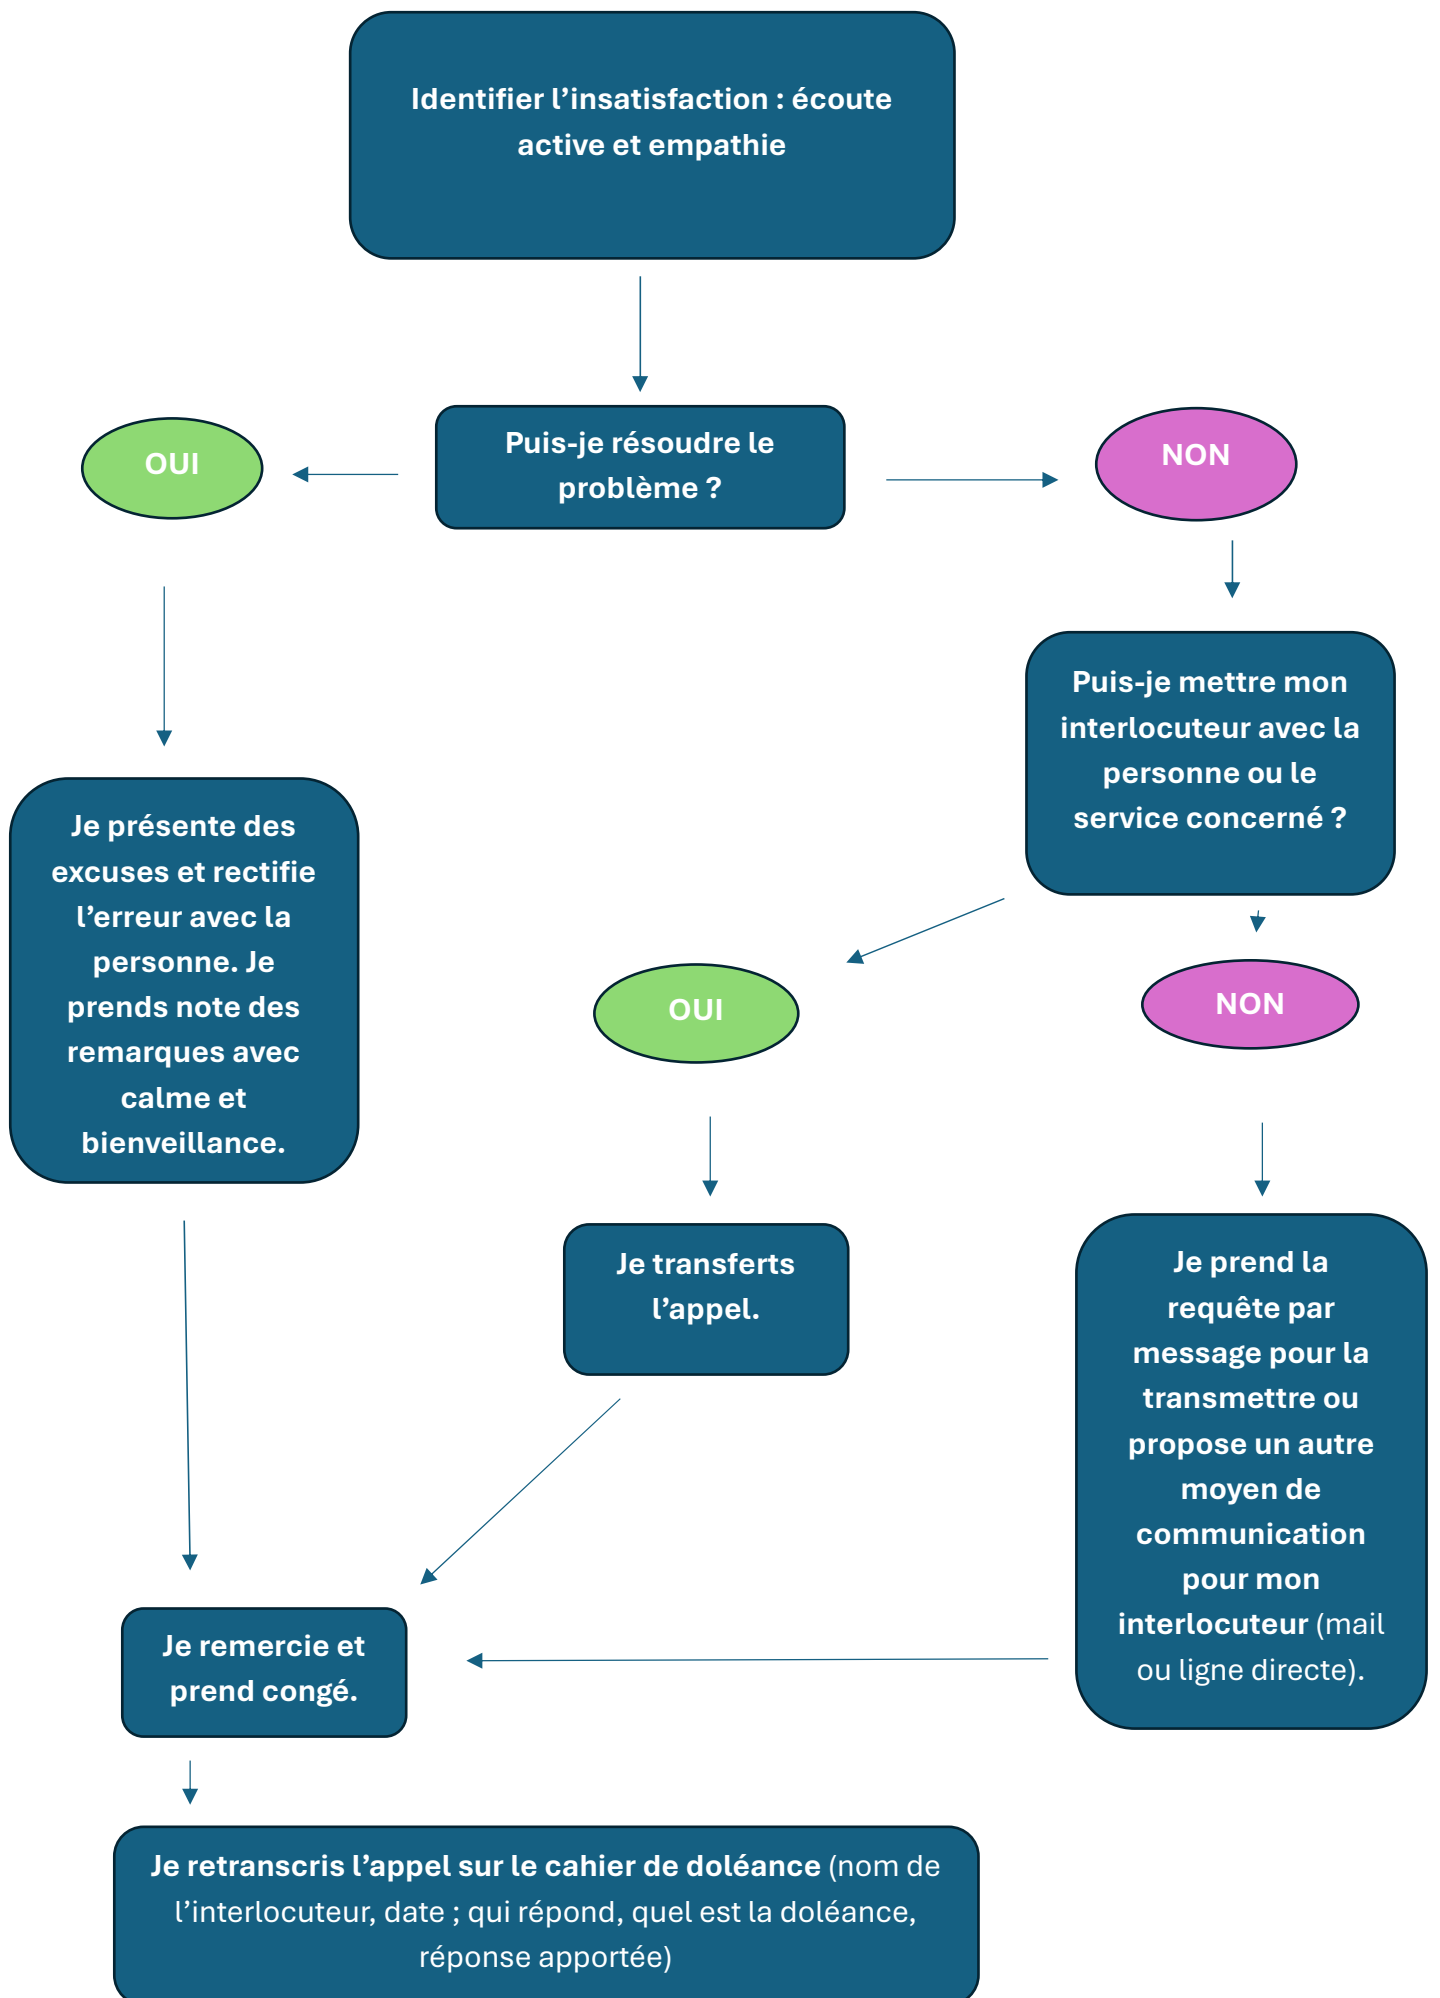 Identifier l’insatisfaction : écoute
active et empathie
OUI
Puis-je résoudre le
problème ?
NON
Puis-je mettre mon
interlocuteur avec la
personne ou le
service concerné ?
Je présente des
excuses et rectifie
l’erreur avec la
personne. Je
prends note des
remarques avec
calme et
bienveillance.
OUI
NON
Je transferts
l’appel.
Je prend la
requête par
message pour la
transmettre ou
propose un autre
moyen de
communication
pour mon
interlocuteur (mail
ou ligne directe).
Je remercie et
prend congé.
Je retranscris l’appel sur le cahier de doléance (nom de
l’interlocuteur, date ; qui répond, quel est la doléance,
réponse apportée)